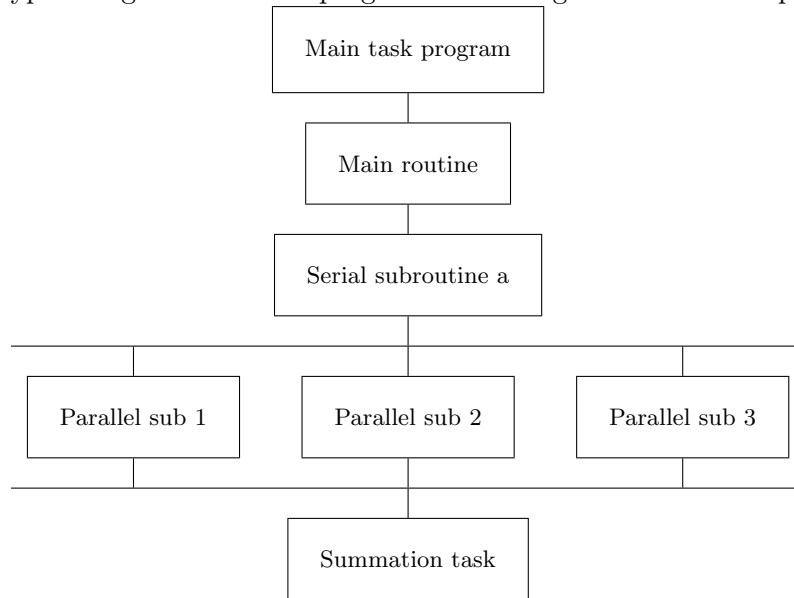 Main task program
Main routine
Serial subroutine a
Parallel sub 1 Parallel sub 2 Parallel sub 3
Summation task